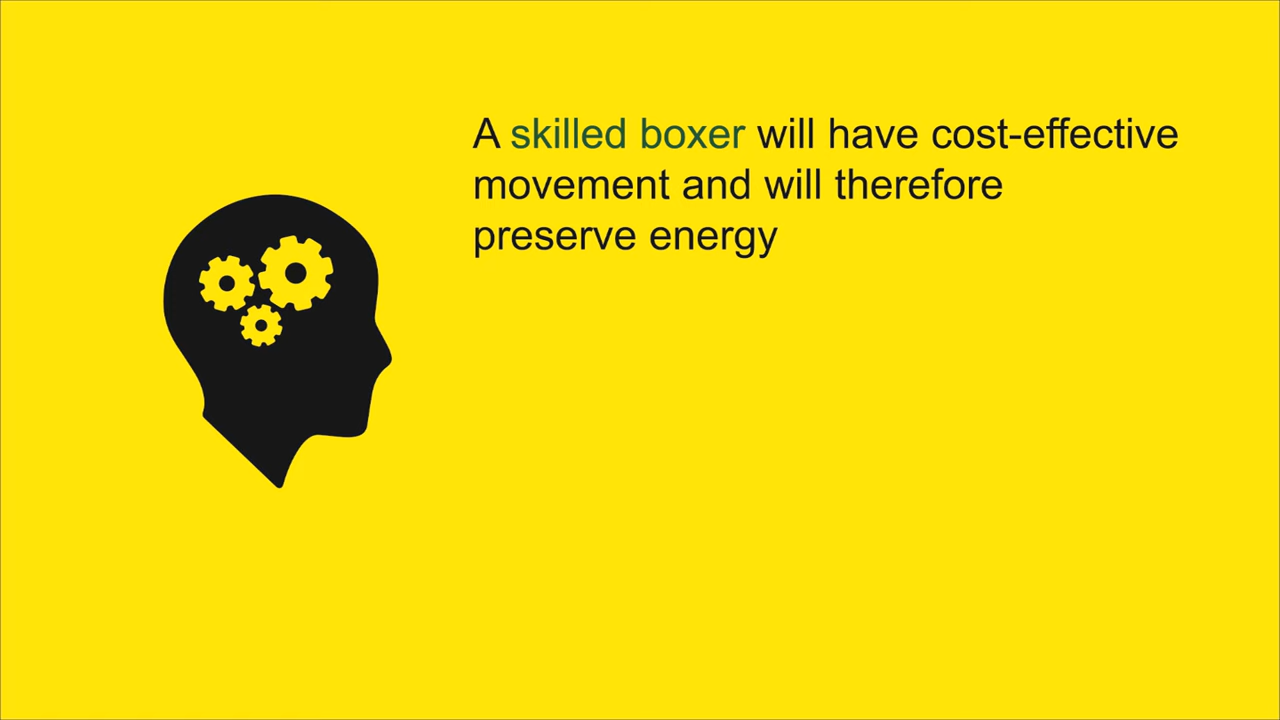 A skilled boxer will have cost-effective
movement and will therefore
preserve energy